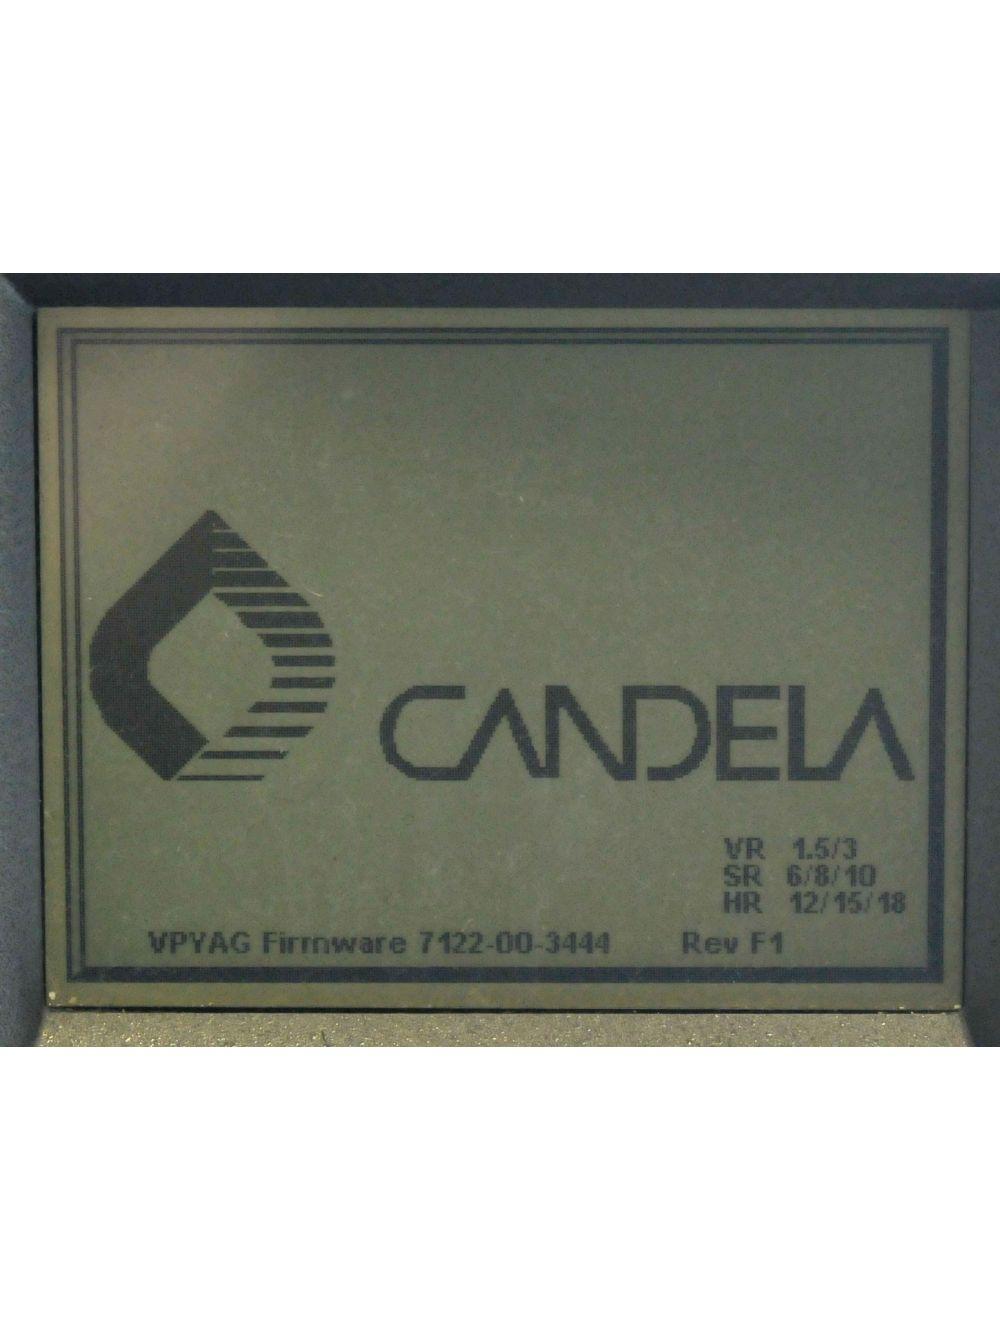 CANDELA
VR 1.5/3
SR 6/8/10
HR 12/15/18
VPYAG Firmware 7122-00-3444 Rev F1